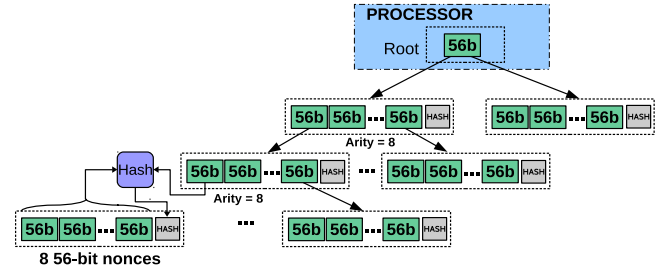 PROCESSOR
Root 56b
56b 56b ... 56b HASH 56b 56b ... 56b HASH
Arity = 8
Hash 56b 56b ... 56b HASH ... 56b 56b ... 56b HASH
Arity = 8
56b 56b ... 56b HASH ... 56b 56b ... 56b HASH
8 56-bit nonces